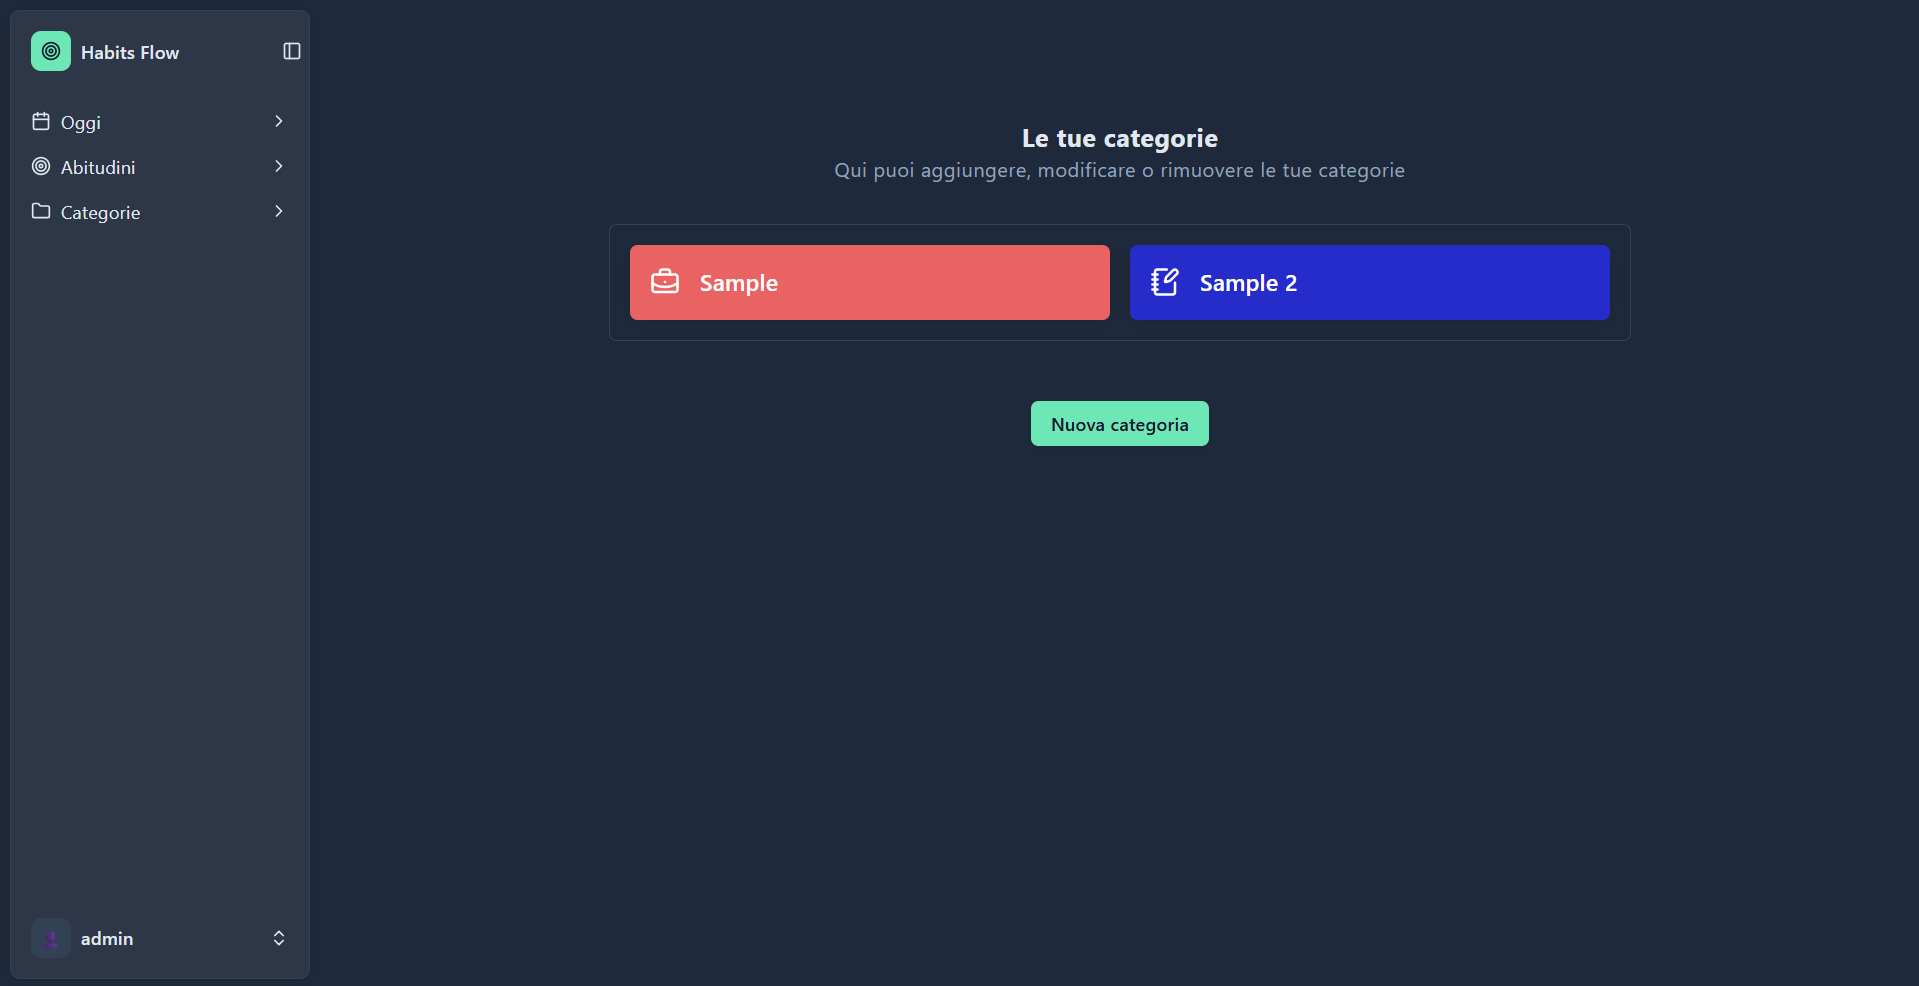 Habits Flow
Oggi
Abitudini
Categorie
Le tue categorie
Qui puoi aggiungere, modificare o rimuovere le tue categorie
Sample
Sample 2
Nuova categoria
admin